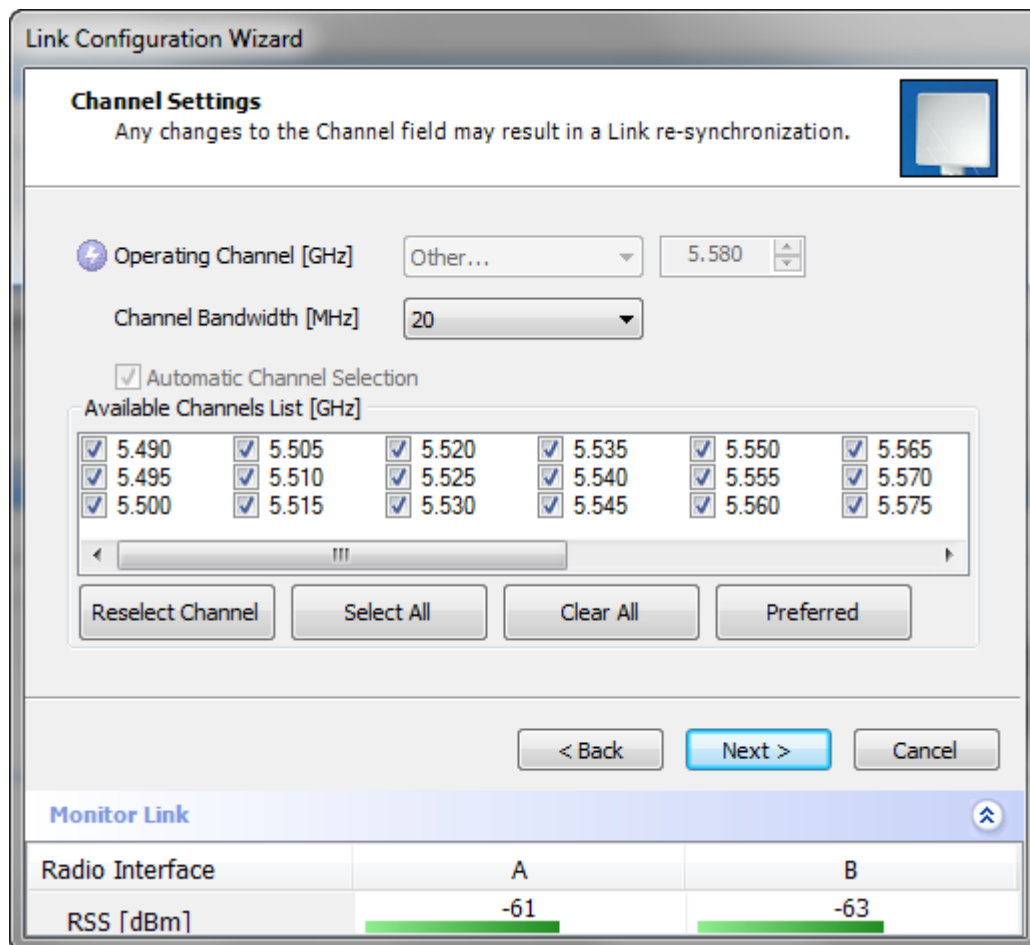 Link Configuration Wizard
Channel Settings
Any changes to the Channel field may result in a Link re-synchronization.
Operating Channel [GHz] Other... 5.580
Channel Bandwidth [MHz] 20
Automatic Channel Selection
Available Channels List [GHz]
5.490 5.505 5.520 5.535 5.550 5.565
5.495 5.510 5.525 5.540 5.555 5.570
5.500 5.515 5.530 5.545 5.560 5.575
Reselect Channel Select All Clear All Preferred
< Back Next > Cancel
Monitor Link
Radio Interface A B
RSS [dBm] -61 -63